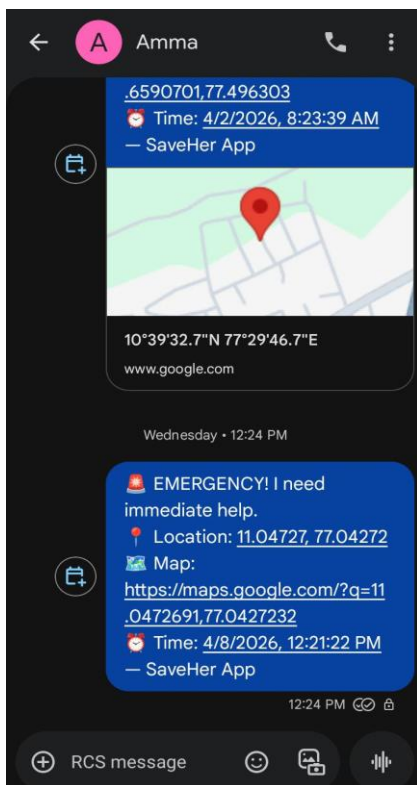 A Amma
.6590701,77.496303
⏰ Time: 4/2/2026, 8:23:39 AM
— SaveHer App
10°39'32.7"N 77°29'46.7"E
www.google.com
Wednesday • 12:24 PM
🚨 EMERGENCY! I need
immediate help.
📍 Location: 11.04727, 77.04272
🗺️ Map:
https://maps.google.com/?q=11
.0472691,77.0427232
⏰ Time: 4/8/2026, 12:21:22 PM
— SaveHer App
12:24 PM
RCS message